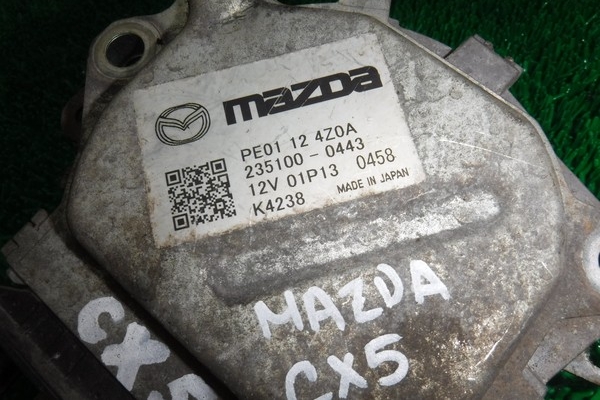 mazda
PE01 12 4Z0A
235100-0443
12V 01P13 0458
K4238 MADE IN JAPAN
MAZDA
CX5
CX